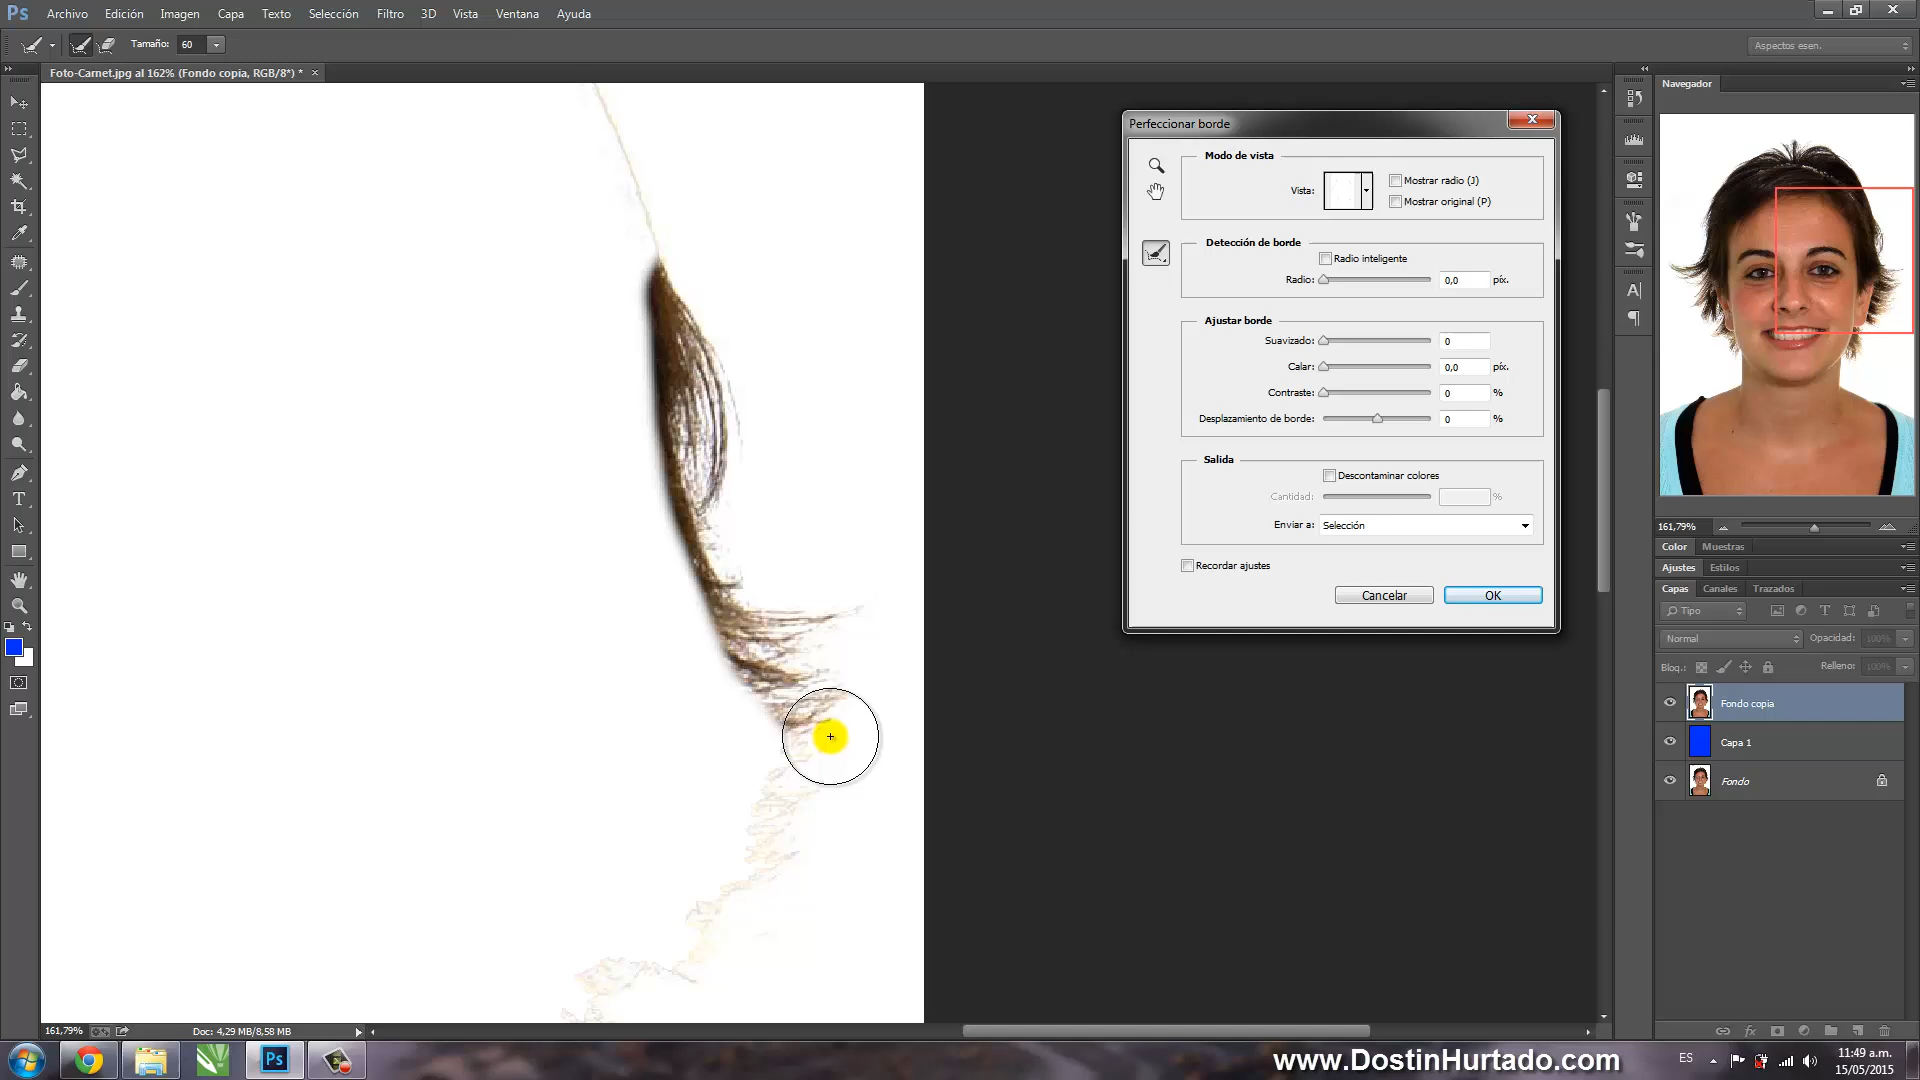 Ps Archivo Edición Imagen Capa Texto Selección Filtro 3D Vista Ventana Ayuda
Tamaño: 60
Aspectos esen.
Foto-Carnet.jpg al 162% (Fondo copia, RGB/8*) *
Navegador
Perfeccionar borde
Modo de vista
Vista:
Mostrar radio (J)
Mostrar original (P)
Detección de borde
Radio inteligente
Radio: 0,0 píx.
Ajustar borde
Suavizado: 0
Calar: 0,0 píx.
Contraste: 0 %
Desplazamiento de borde: 0 %
Salida
Descontaminar colores
Cantidad: %
Enviar a: Selección
Recordar ajustes
Cancelar OK
161,79%
Color Muestras
Ajustes Estilos
Capas Canales Trazados
Tipo
Normal Opacidad: 100%
Bloq.: Relleno: 100%
Fondo copia
Capa 1
Fondo
161,79% Doc: 4,29 MB/8,58 MB
Ps
www.DostinHurtado.com
ES
11:49 a.m.
15/05/2015